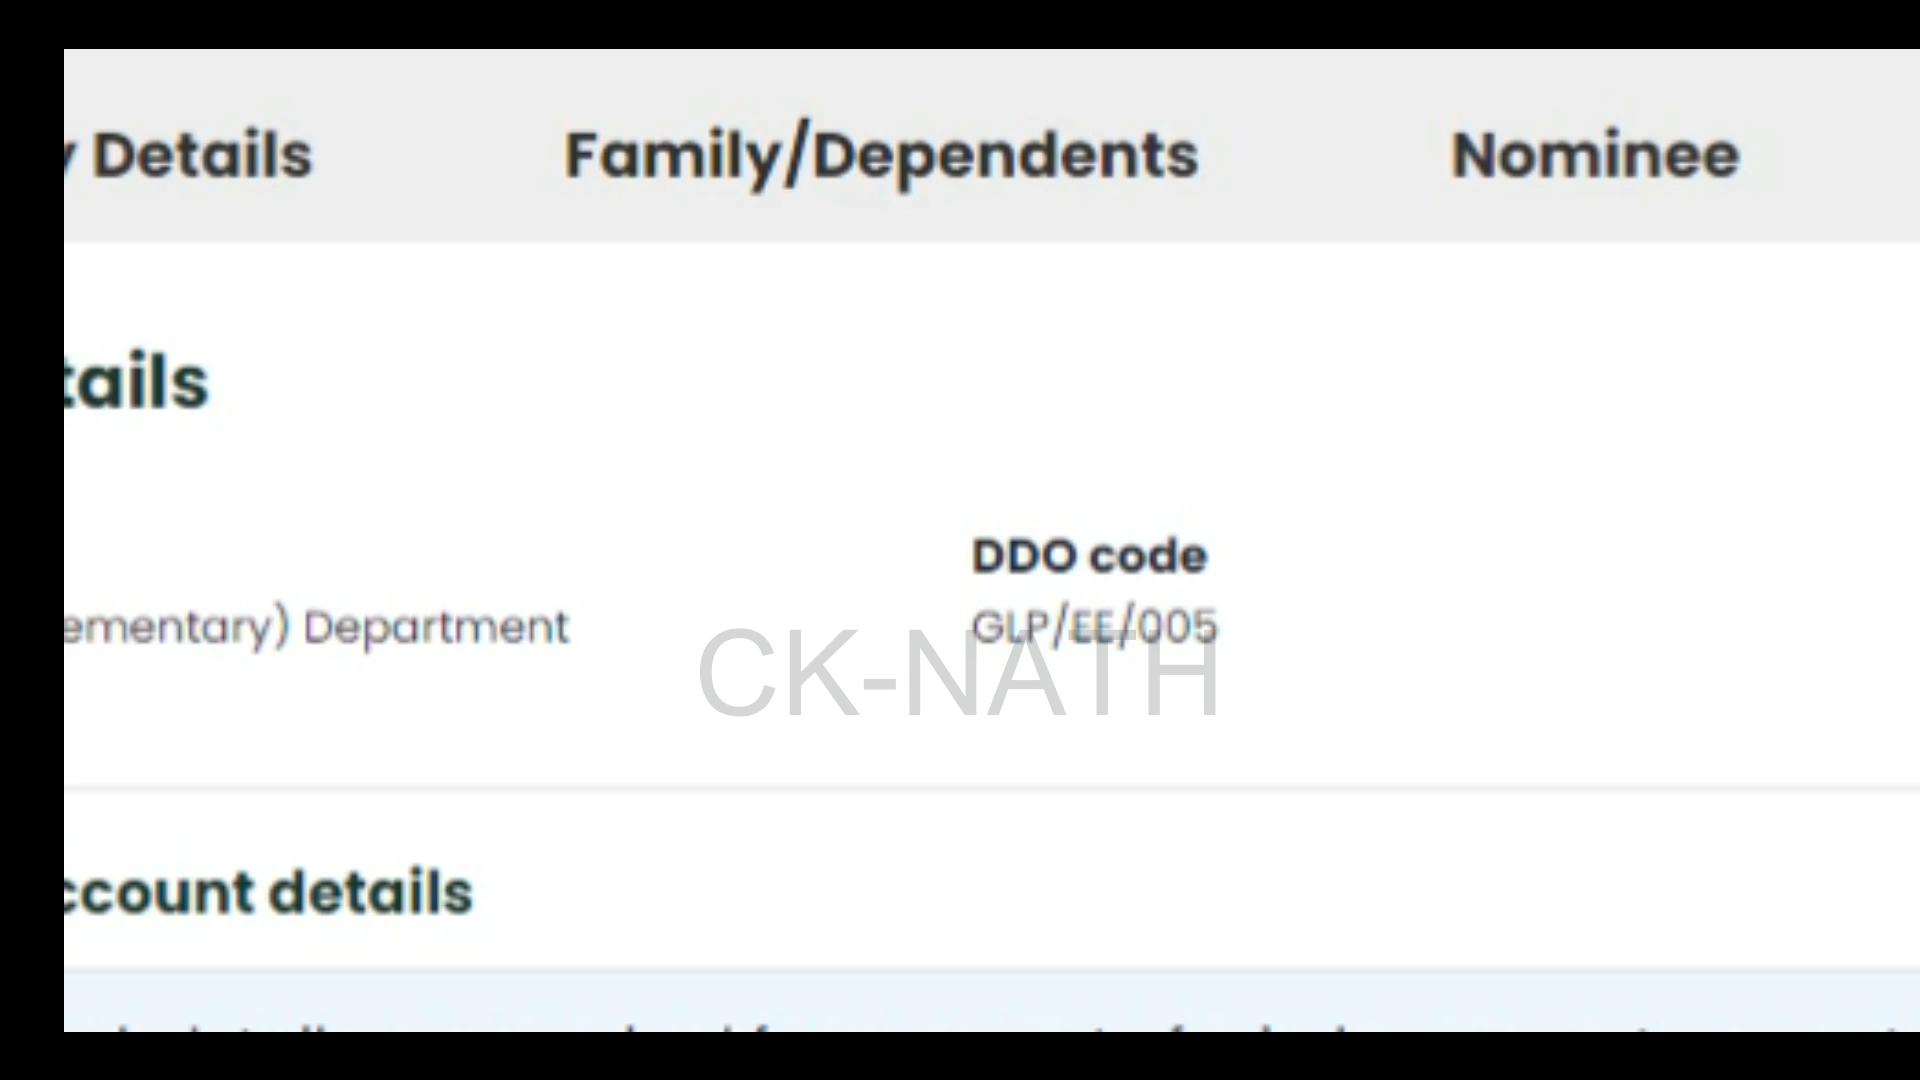 Details Family/Dependents Nominee
tails
DDO code
ementary) Department GLP/EE/005
CK-NATH
ccount details